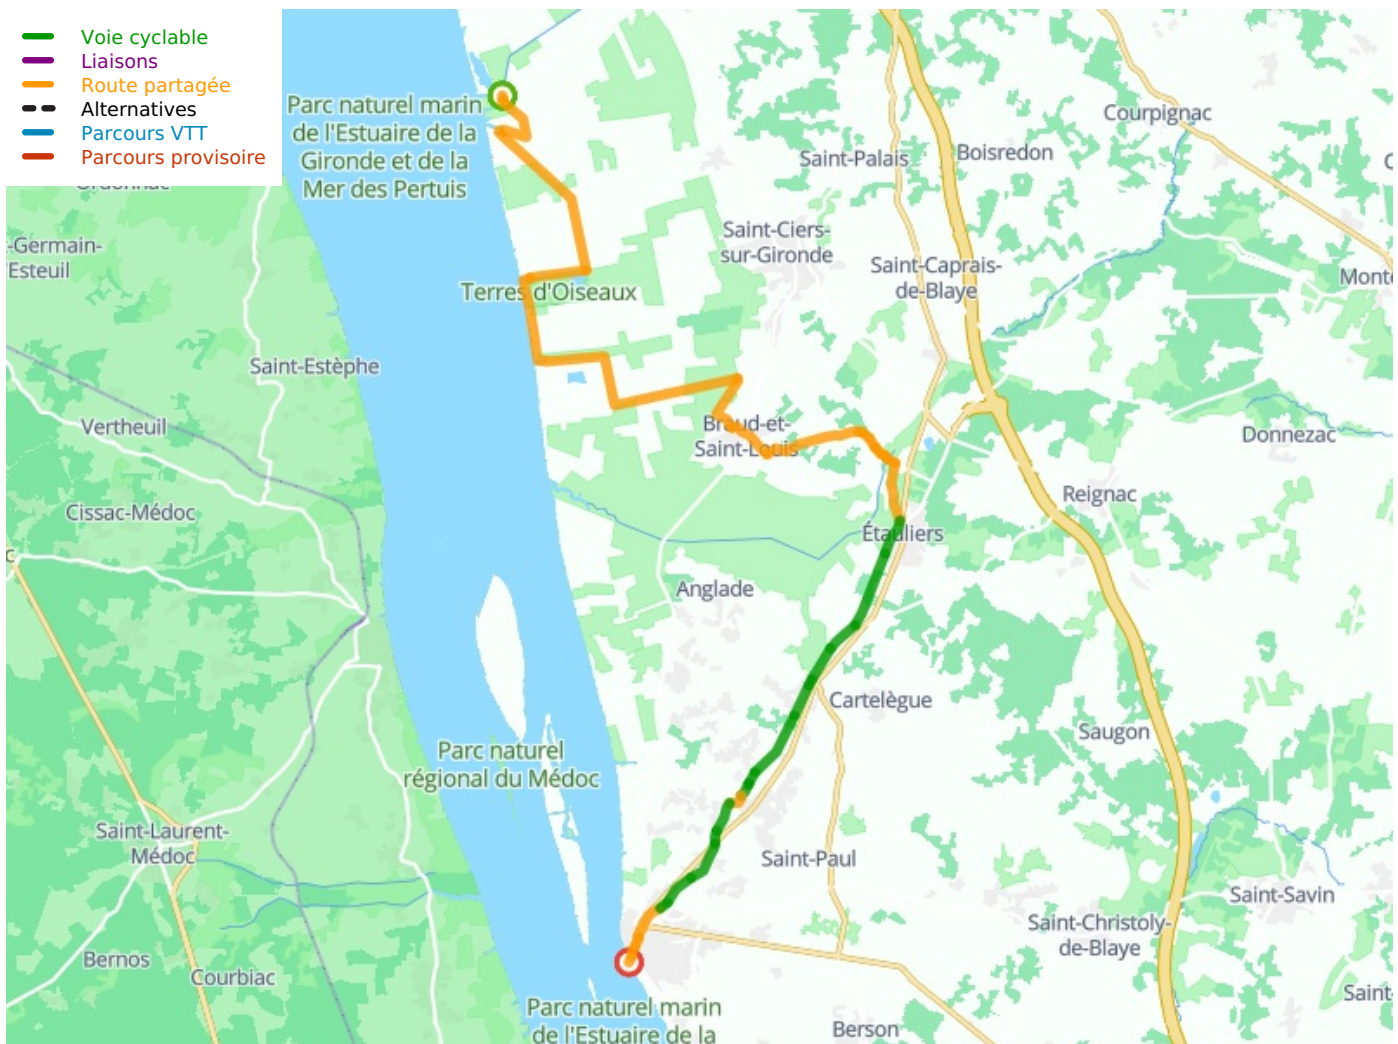 Voie cyclable
Liaisons
Route partagée
Alternatives
Parcours VTT
Parcours provisoire
Parc naturel marin
de l'Estuaire de la
Gironde et de la
Mer des Pertuis
Courpignac
Saint-Palais
Boisredon
Saint-Ciers-
sur-Gironde
Saint-Caprais-
de-Blaye
-Germain-
'Esteuil
Monte
Terres d'Oiseaux
Saint-Estèphe
Vertheuil
Braud-et-
Saint-Louis
Donnezac
Cissac-Médoc
Reignac
Étauliers
Anglade
Cartelègue
Saugon
Parc naturel
régional du Médoc
Saint-Laurent-
Médoc
Saint-Paul
Saint-Savin
Saint-Christoly-
de-Blaye
Bernos
Courbiac
Saint-
Parc naturel marin
de l'Estuaire de la
Berson